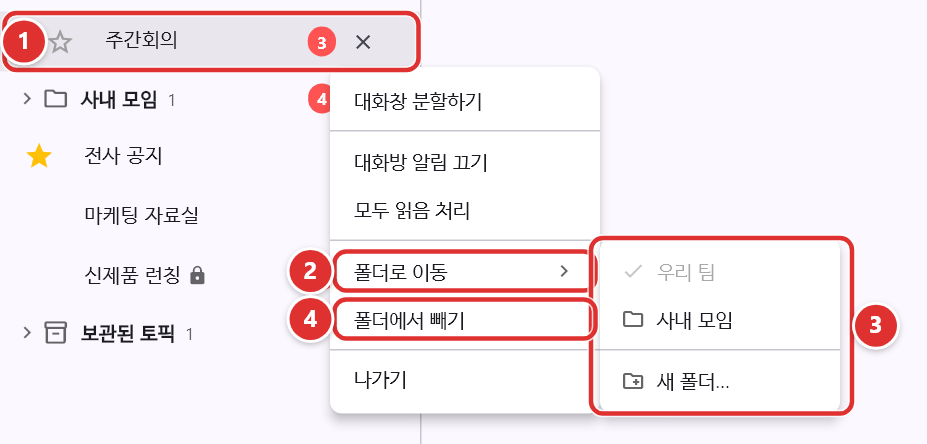 1 주간회의 3
사내 모임 1 4
전사 공지
마케팅 자료실
신제품 런칭
보관된 토픽 1
대화창 분할하기
대화방 알림 끄기
모두 읽음 처리
2 폴더로 이동
4 폴더에서 빼기
나가기
우리 팀
사내 모임
3
새 폴더...